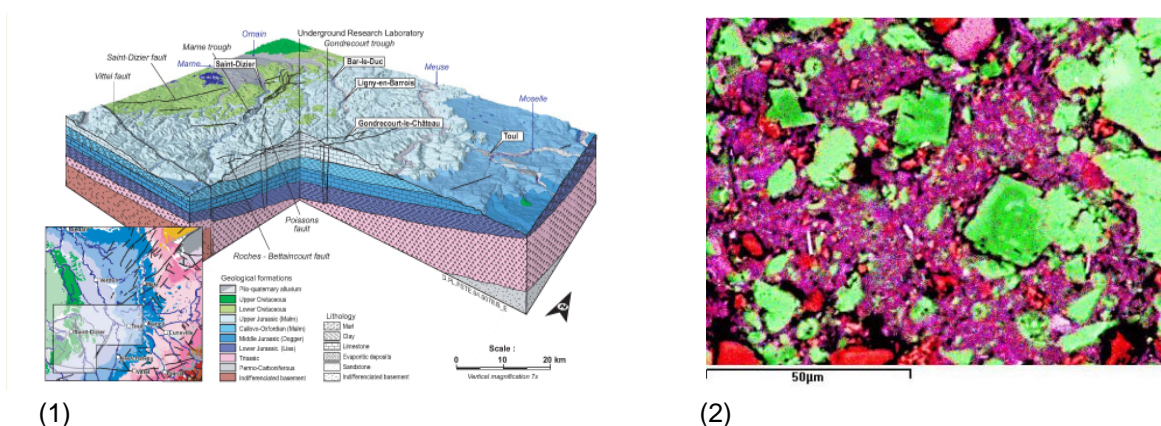 Ornain
Underground Research Laboratory
Marne trough
Gondrecourt trough
Saint-Dizier fault
Marne
Saint-Dizier
Bar-le-Duc
Meuse
Vittel fault
Ligny-en-Barrois
Moselle
Gondrecourt-le-Château
Toul
Poissons
fault
Roches - Bettaincourt fault
Geological formations
Plio-quaternary alluvium
Upper Cretaceous
Lower Cretaceous
Upper Jurassic (Malm)
Callovo-Oxfordian (Malm)
Middle Jurassic (Dogger)
Lower Jurassic (Lias)
Triassic
Permo-Carboniferous
Indifferenciated basement
Lithology
Marl
Clay
Limestone
Evaporitic deposits
Sandstone
Indifferenciated basement
Scale :
0 10 20 km
Vertical magnification 7x
N
50µm
(1)
(2)